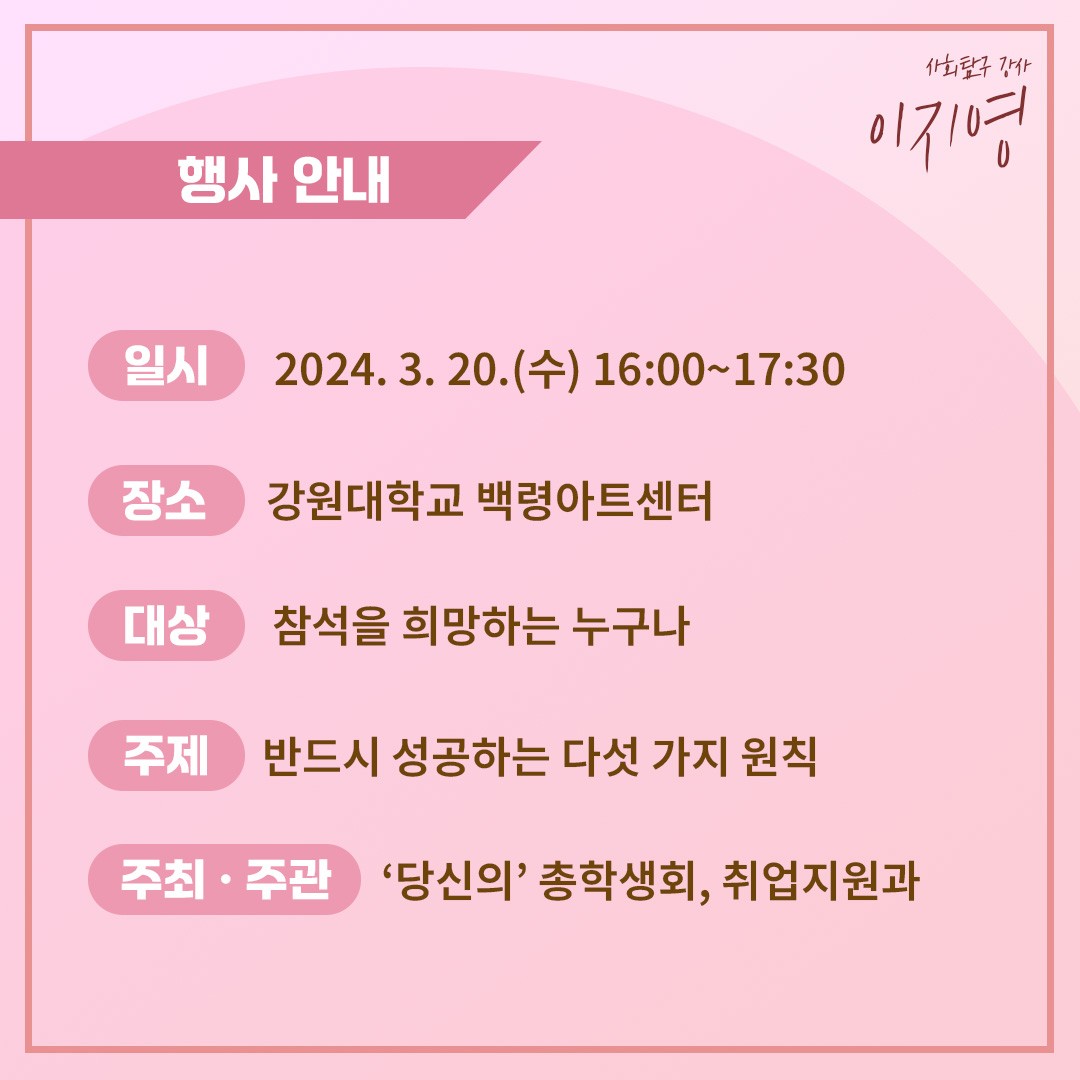 사회탐구 강사
이지영
행사 안내
일시 2024. 3. 20.(수) 16:00~17:30
장소 강원대학교 백령아트센터
대상 참석을 희망하는 누구나
주제 반드시 성공하는 다섯 가지 원칙
주최 · 주관 ‘당신의’ 총학생회, 취업지원과